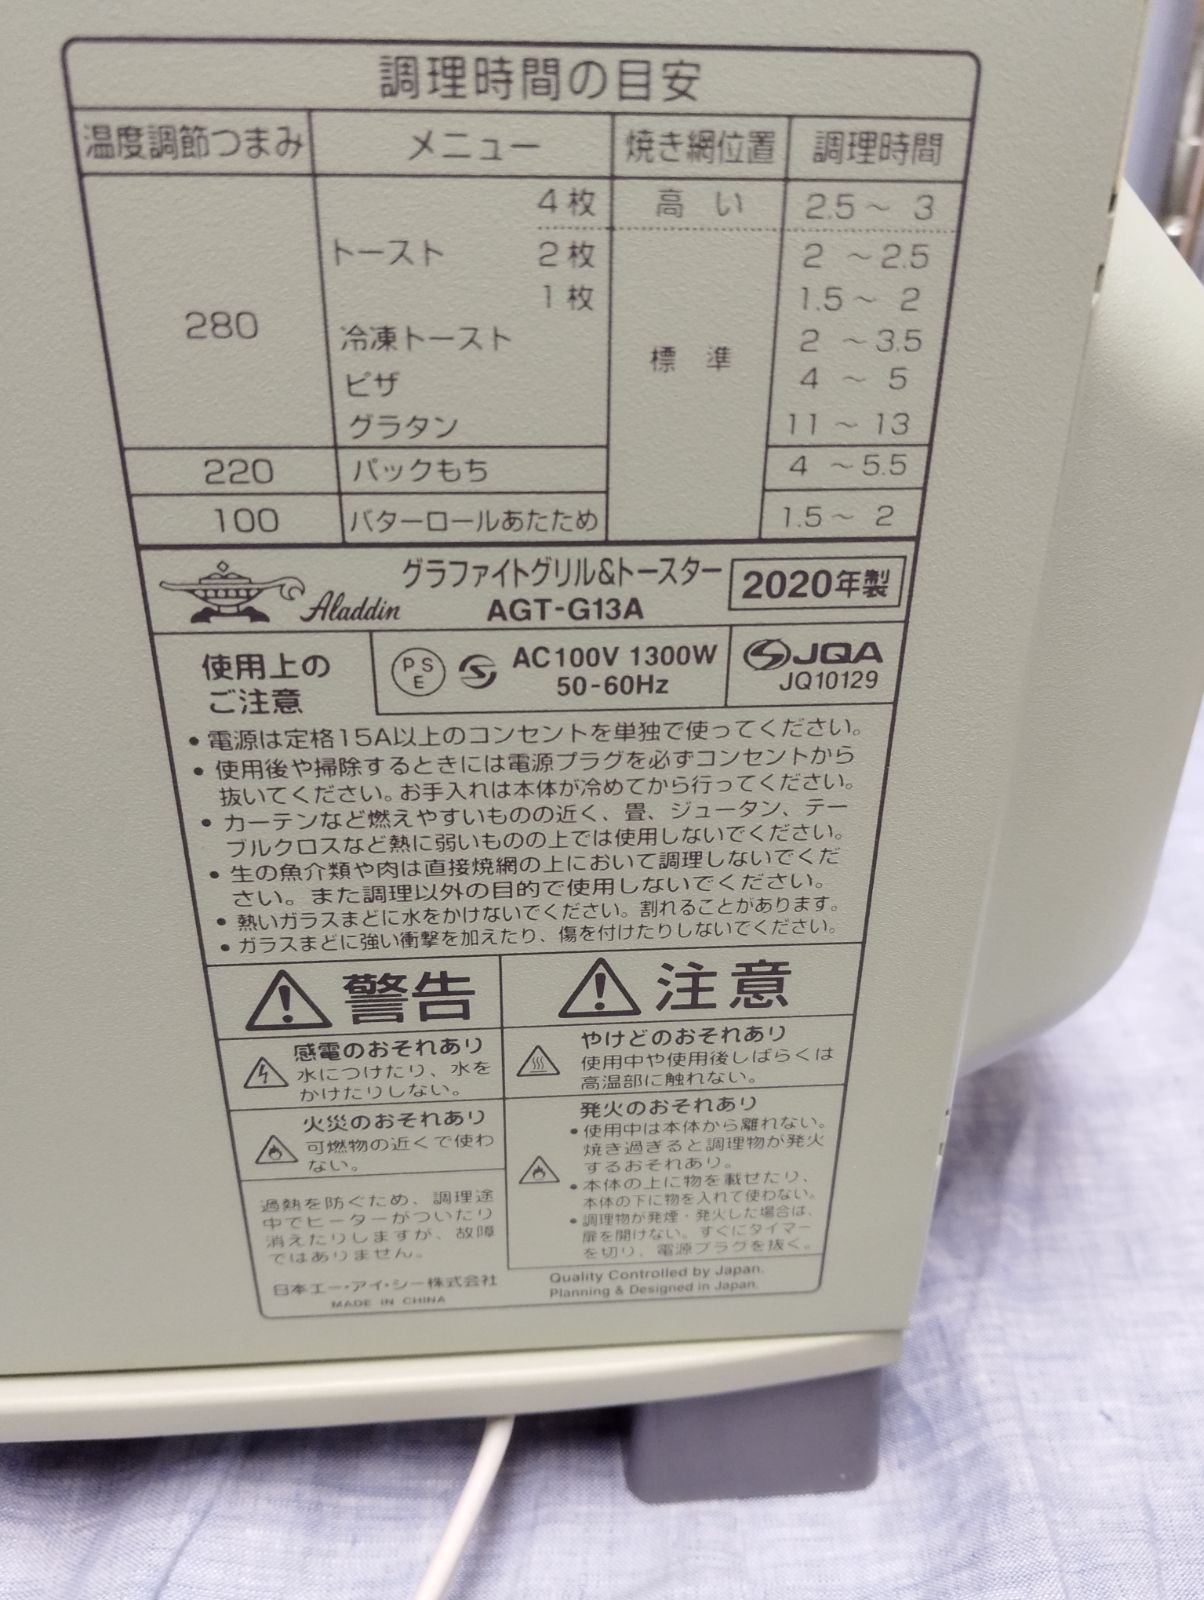 調理時間の目安
温度調節つまみ メニュー 焼き網位置 調理時間
4枚 高い 2.5～ 3
トースト 2枚 2 ～2.5
1枚 1.5～ 2
280 冷凍トースト 標準 2 ～3.5
ピザ 4 ～ 5
グラタン 11～13
220 パックもち 4 ～5.5
100 バターロールあたため 1.5～ 2
Aladdin
グラファイトグリル&トースター
AGT-G13A
2020年製
使用上の
ご注意
PSE
AC100V 1300W
50-60Hz
JQA
JQ10129
•電源は定格15A以上のコンセントを単独で使ってください。
•使用後や掃除するときには電源プラグを必ずコンセントから
抜いてください。お手入れは本体が冷めてから行ってください。
•カーテンなど燃えやすいものの近く、畳、ジュータン、テー
ブルクロスなど熱に弱いものの上では使用しないでください。
•生の魚介類や肉は直接焼網の上において調理しないでくだ
さい。また調理以外の目的で使用しないでください。
•熱いガラスまどに水をかけないでください。割れることがあります。
•ガラスまどに強い衝撃を加えたり、傷を付けたりしないでください。
警告
感電のおそれあり
水につけたり、水を
かけたりしない。
火災のおそれあり
可燃物の近くで使わ
ない。
過熱を防ぐため、調理途
中でヒーターがついたり
消えたりしますが、故障
ではありません。
注意
やけどのおそれあり
使用中や使用後しばらくは
高温部に触れない。
発火のおそれあり
•使用中は本体から離れない。
焼き過ぎると調理物が発火
するおそれあり。
•本体の上に物を載せたり、
本体の下に物を入れて使わない。
•調理物が発煙・発火した場合は、
扉を開けない。すぐにタイマー
を切り、電源プラグを抜く。
日本エー・アイ・シー株式会社
MADE IN CHINA
Quality Controlled by Japan.
Planning & Designed in Japan.